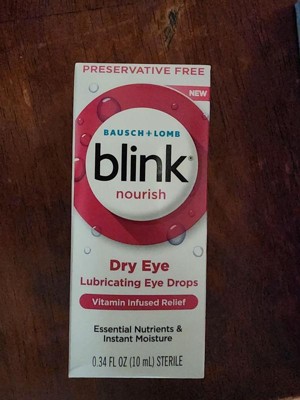 PRESERVATIVE FREE
NEW
BAUSCH + LOMB
blink®
nourish
Dry Eye
Lubricating Eye Drops
Vitamin Infused Relief
Essential Nutrients &
Instant Moisture
0.34 FL OZ (10 mL) STERILE